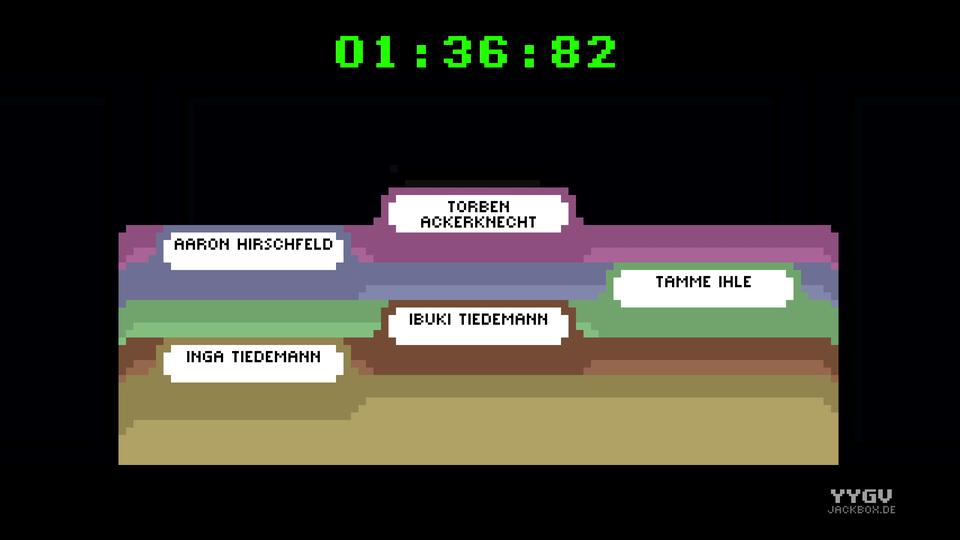 01:36:82
TORBEN
ACKERKNECHT
AARON HIRSCHFELD
TAMME IHLE
IBUKI TIEDEMANN
INGA TIEDEMANN
YYGV
JACKBOX.DE